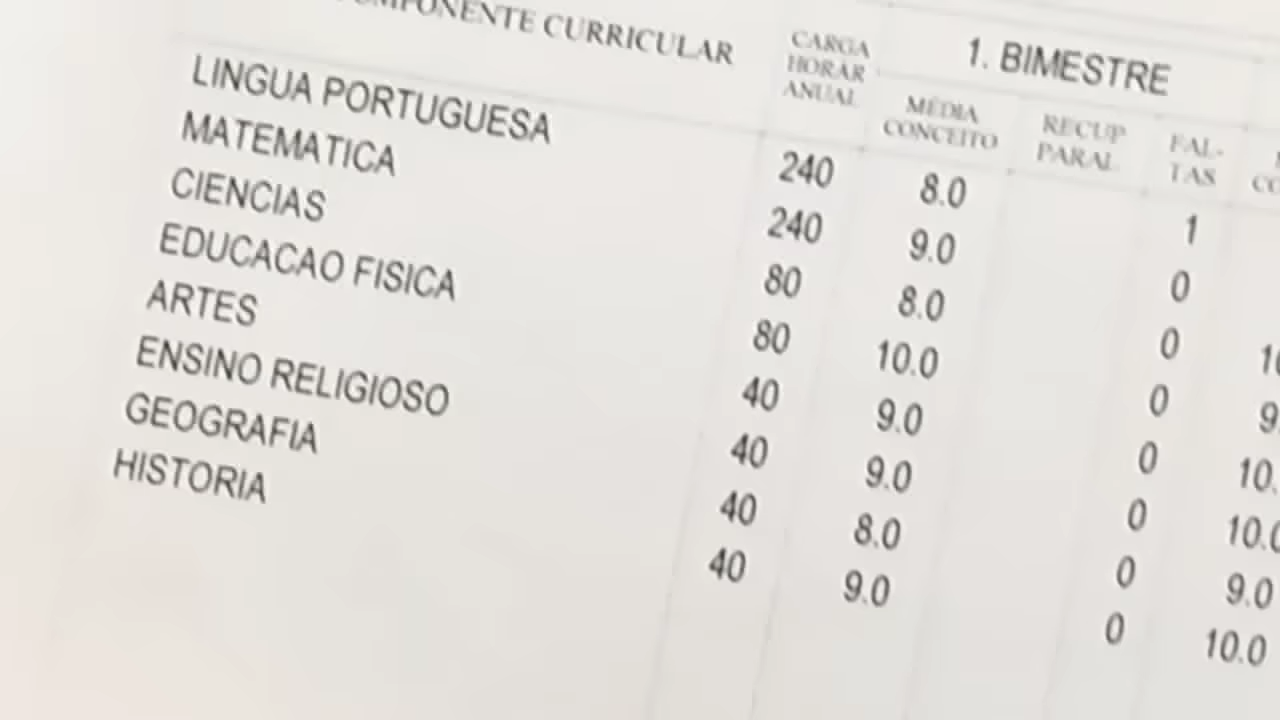 COMPONENTE CURRICULAR CARGA HORAR ANUAL 1. BIMESTRE
MÉDIA CONCEITO RECUP PARAL FAL-TAS
LINGUA PORTUGUESA 240 8.0 1
MATEMATICA 240 9.0 0
CIENCIAS 80 8.0 0
EDUCACAO FISICA 80 10.0 0
ARTES 40 9.0 0
ENSINO RELIGIOSO 40 9.0 0
GEOGRAFIA 40 8.0 0 9.0
HISTORIA 40 9.0 0 10.0